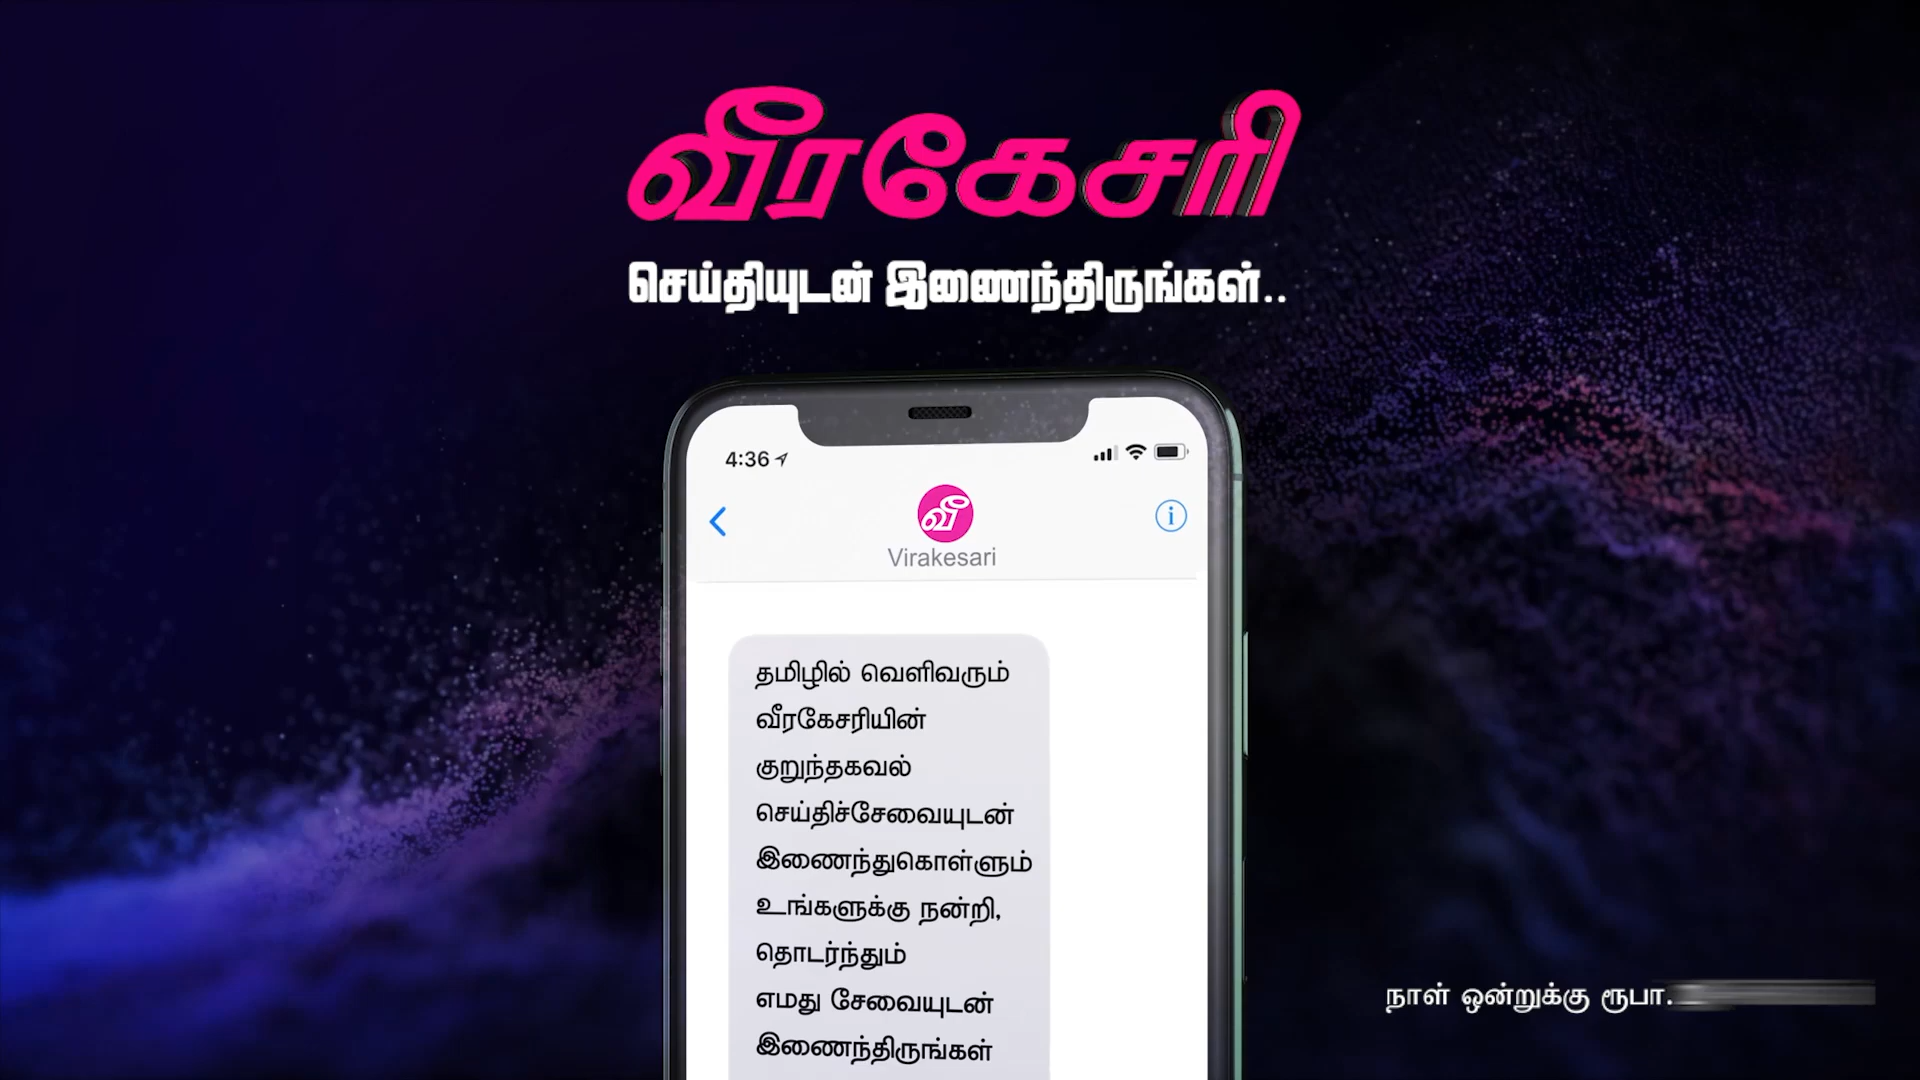 வீரகேசரி
செய்தியுடன் இணைந்திருங்கள்..
4:36
வீ
Virakesari
தமிழில் வெளிவரும்
வீரகேசரியின்
குறுந்தகவல்
செய்திச்சேவையுடன்
இணைந்துகொள்ளும்
உங்களுக்கு நன்றி,
தொடர்ந்தும்
எமது சேவையுடன்
இணைந்திருங்கள்
நாள் ஒன்றுக்கு ரூபா.